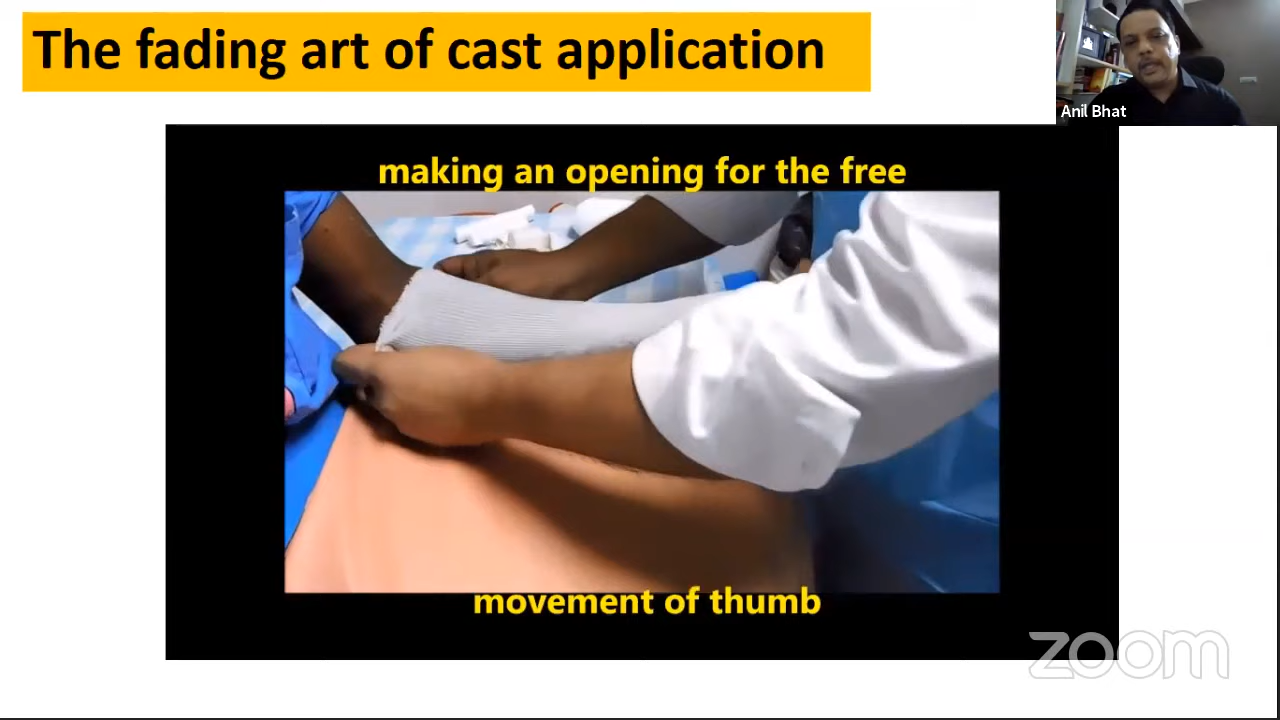 The fading art of cast application
Anil Bhat
making an opening for the free
movement of thumb
zoom